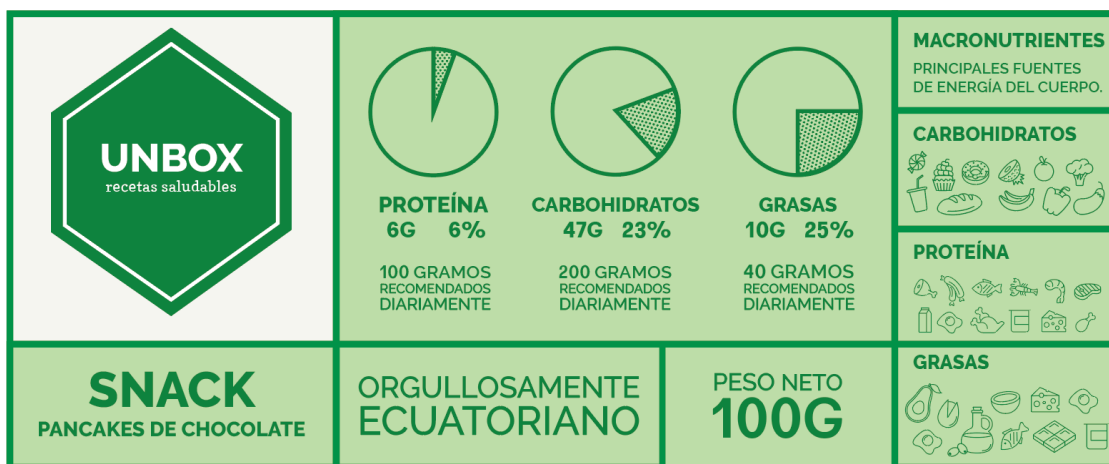 UNBOX
recetas saludables
PROTEÍNA
6G 6%
100 GRAMOS
RECOMENDADOS
DIARIAMENTE
CARBOHIDRATOS
47G 23%
200 GRAMOS
RECOMENDADOS
DIARIAMENTE
GRASAS
10G 25%
40 GRAMOS
RECOMENDADOS
DIARIAMENTE
MACRONUTRIENTES
PRINCIPALES FUENTES
DE ENERGÍA DEL CUERPO.
CARBOHIDRATOS
PROTEÍNA
GRASAS
SNACK
PANCAKES DE CHOCOLATE
ORGULLOSAMENTE
ECUATORIANO
PESO NETO
100G